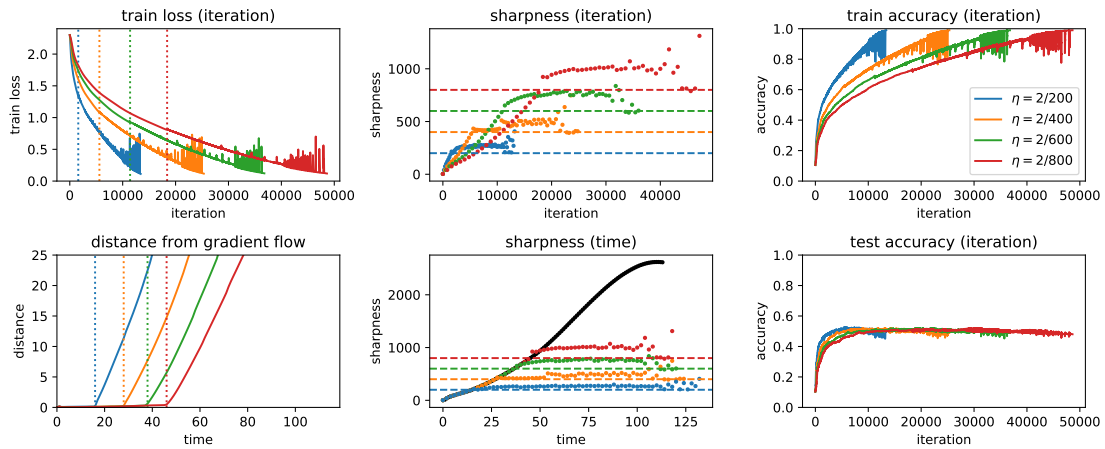 train loss (iteration)
train loss
2.0
1.5
1.0
0.5
0.0
0 10000 20000 30000 40000 50000
iteration
sharpness (iteration)
sharpness
1000
500
0
0 10000 20000 30000 40000
iteration
train accuracy (iteration)
accuracy
1.0
0.8
0.6
0.4
0.2
0.0
η = 2/200
η = 2/400
η = 2/600
η = 2/800
0 10000 20000 30000 40000 50000
iteration
distance from gradient flow
distance
25
20
15
10
5
0
0 20 40 60 80 100
time
sharpness (time)
sharpness
2000
1000
0
0 25 50 75 100 125
time
test accuracy (iteration)
accuracy
1.0
0.8
0.6
0.4
0.2
0.0
0 10000 20000 30000 40000 50000
iteration